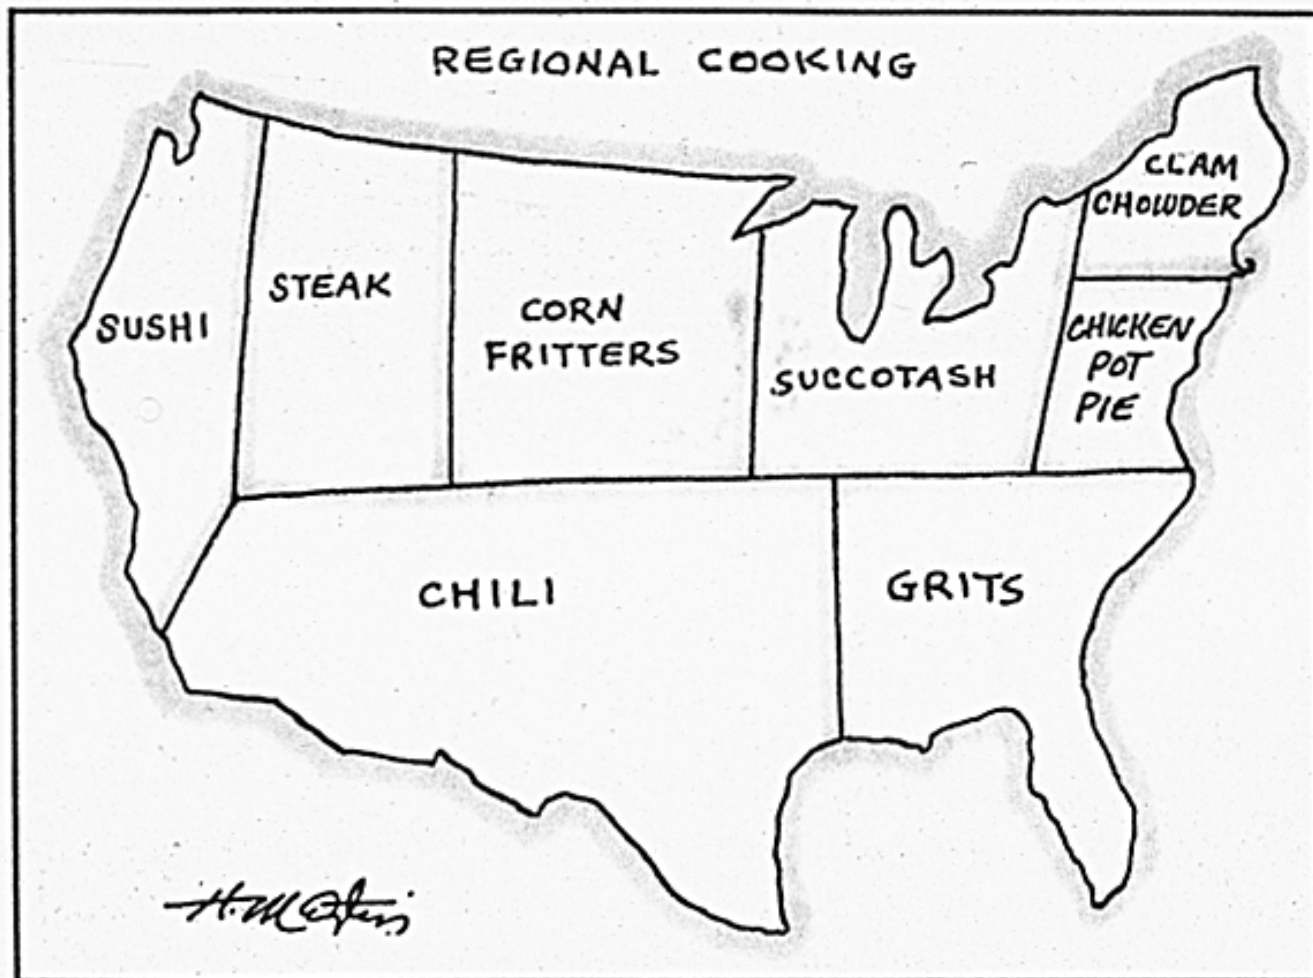 REGIONAL COOKING
CLAM
CHOWDER
STEAK
SUSHI
CORN
FRITTERS
CHICKEN
POT
PIE
SUCCOTASH
CHILI
GRITS